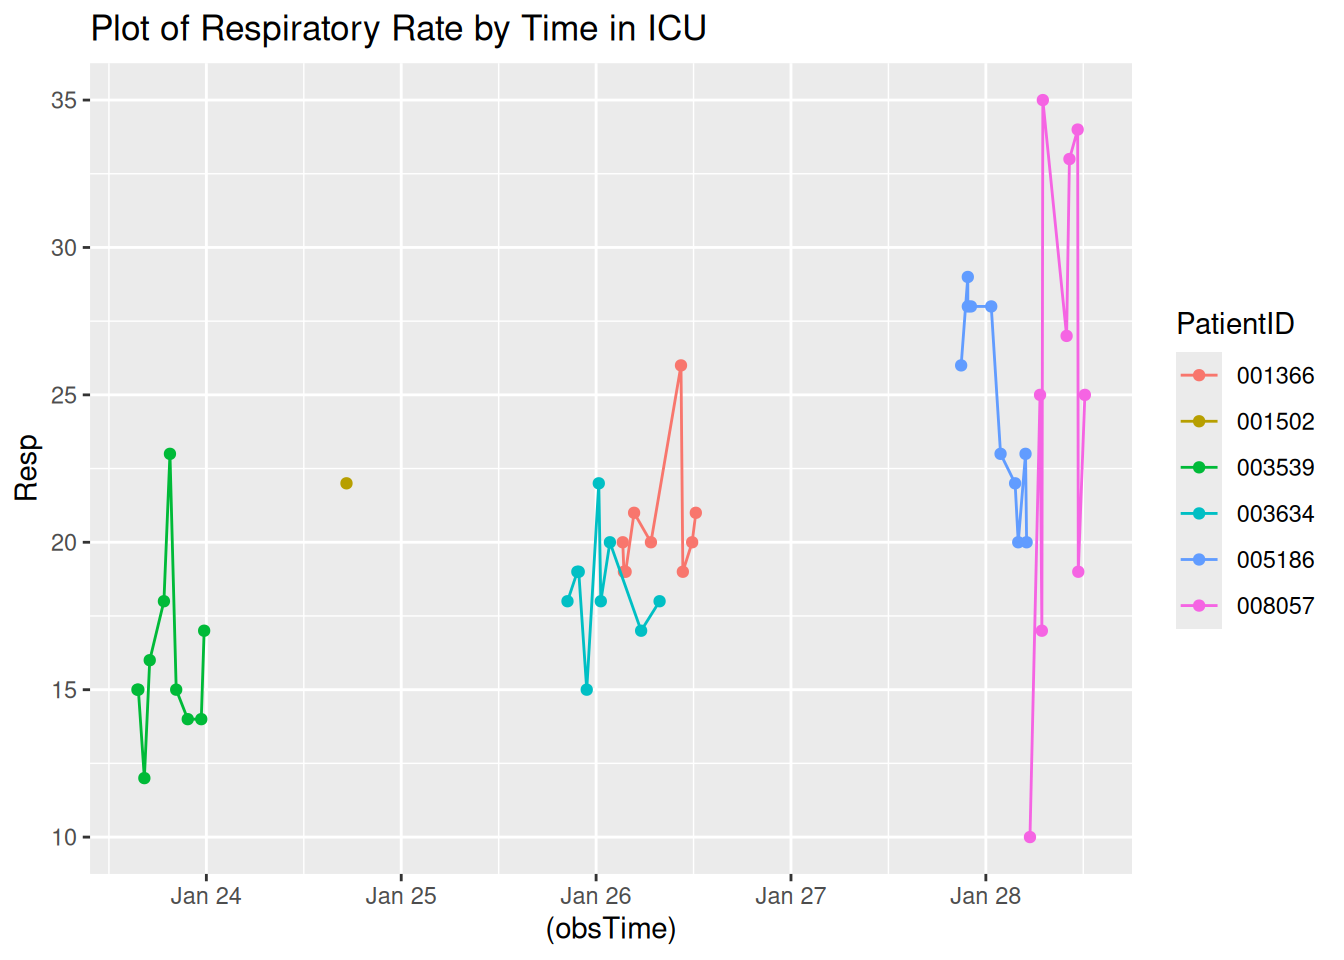 Plot of Respiratory Rate by Time in ICU
35
30
25
20
15
10
Resp
Jan 24 Jan 25 Jan 26 Jan 27 Jan 28
(obsTime)
PatientID
001366
001502
003539
003634
005186
008057